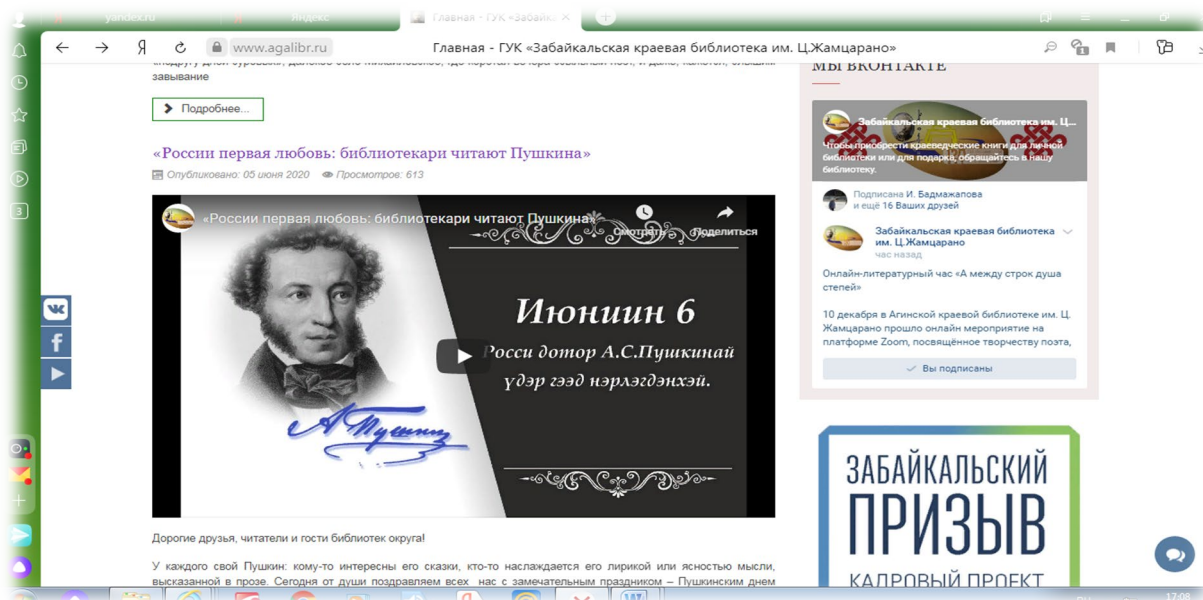 yandex.ru
Яндекс
Главная - ГУК «Забайк...
www.agalibr.ru
Главная - ГУК «Забайкальская краевая библиотека им. Ц.Жамцарано»
завывание
Подробнее...
«России первая любовь: библиотекари читают Пушкина»
Опубликовано: 05 июня 2020 Просмотров: 613
«России первая любовь: библиотекари читают Пушкина»
Смотреть
Поделиться
Июниин 6
Росси дотор А.С.Пушкинай
үдэр гээд нэрлэгдэнхэй.
А Пушкин
Дорогие друзья, читатели и гости библиотек округа!
У каждого свой Пушкин: кому-то интересны его сказки, кто-то наслаждается его лирикой или ясностью мысли,
высказанной в прозе. Сегодня от души поздравляем всех нас с замечательным праздником – Пушкинским днем
МЫ ВКОНТАКТЕ
Забайкальская краевая библиотека им. Ц...
Чтобы приобрести краеведческие книги для личной
библиотеки или для подарка, обращайтесь в нашу
библиотеку.
Подписана И. Бадмажапова
и ещё 16 Ваших друзей
Забайкальская краевая библиотека
им. Ц.Жамцарано
час назад
Онлайн-литературный час «А между строк душа
степей»
10 декабря в Агинской краевой библиотеке им. Ц.
Жамцарано прошло онлайн мероприятие на
платформе Zoom, посвящённое творчеству поэта,
Вы подписаны
ЗАБАЙКАЛЬСКИЙ
ПРИЗЫВ
КАДРОВЫЙ ПРОЕКТ
3
RU
17:08